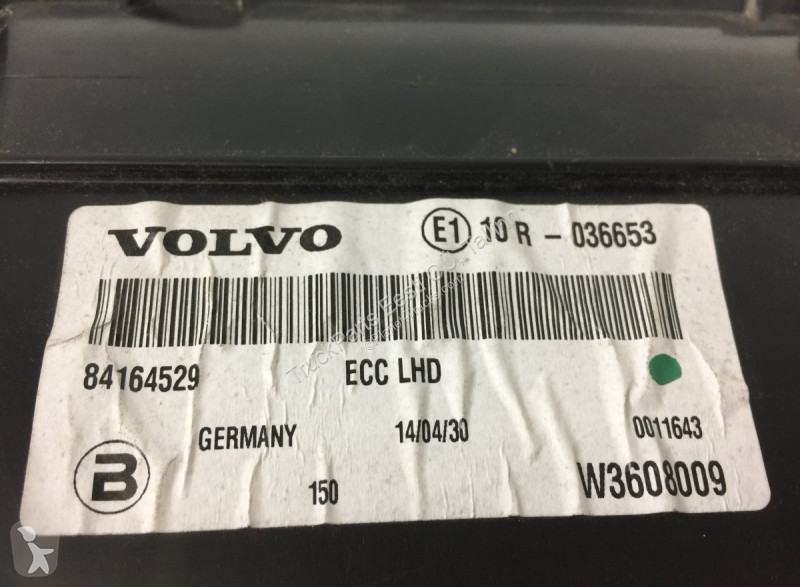 VOLVO
E1 10 R - 036653
84164529 ECC LHD
B GERMANY 14/04/30 0011643
150 W3608009